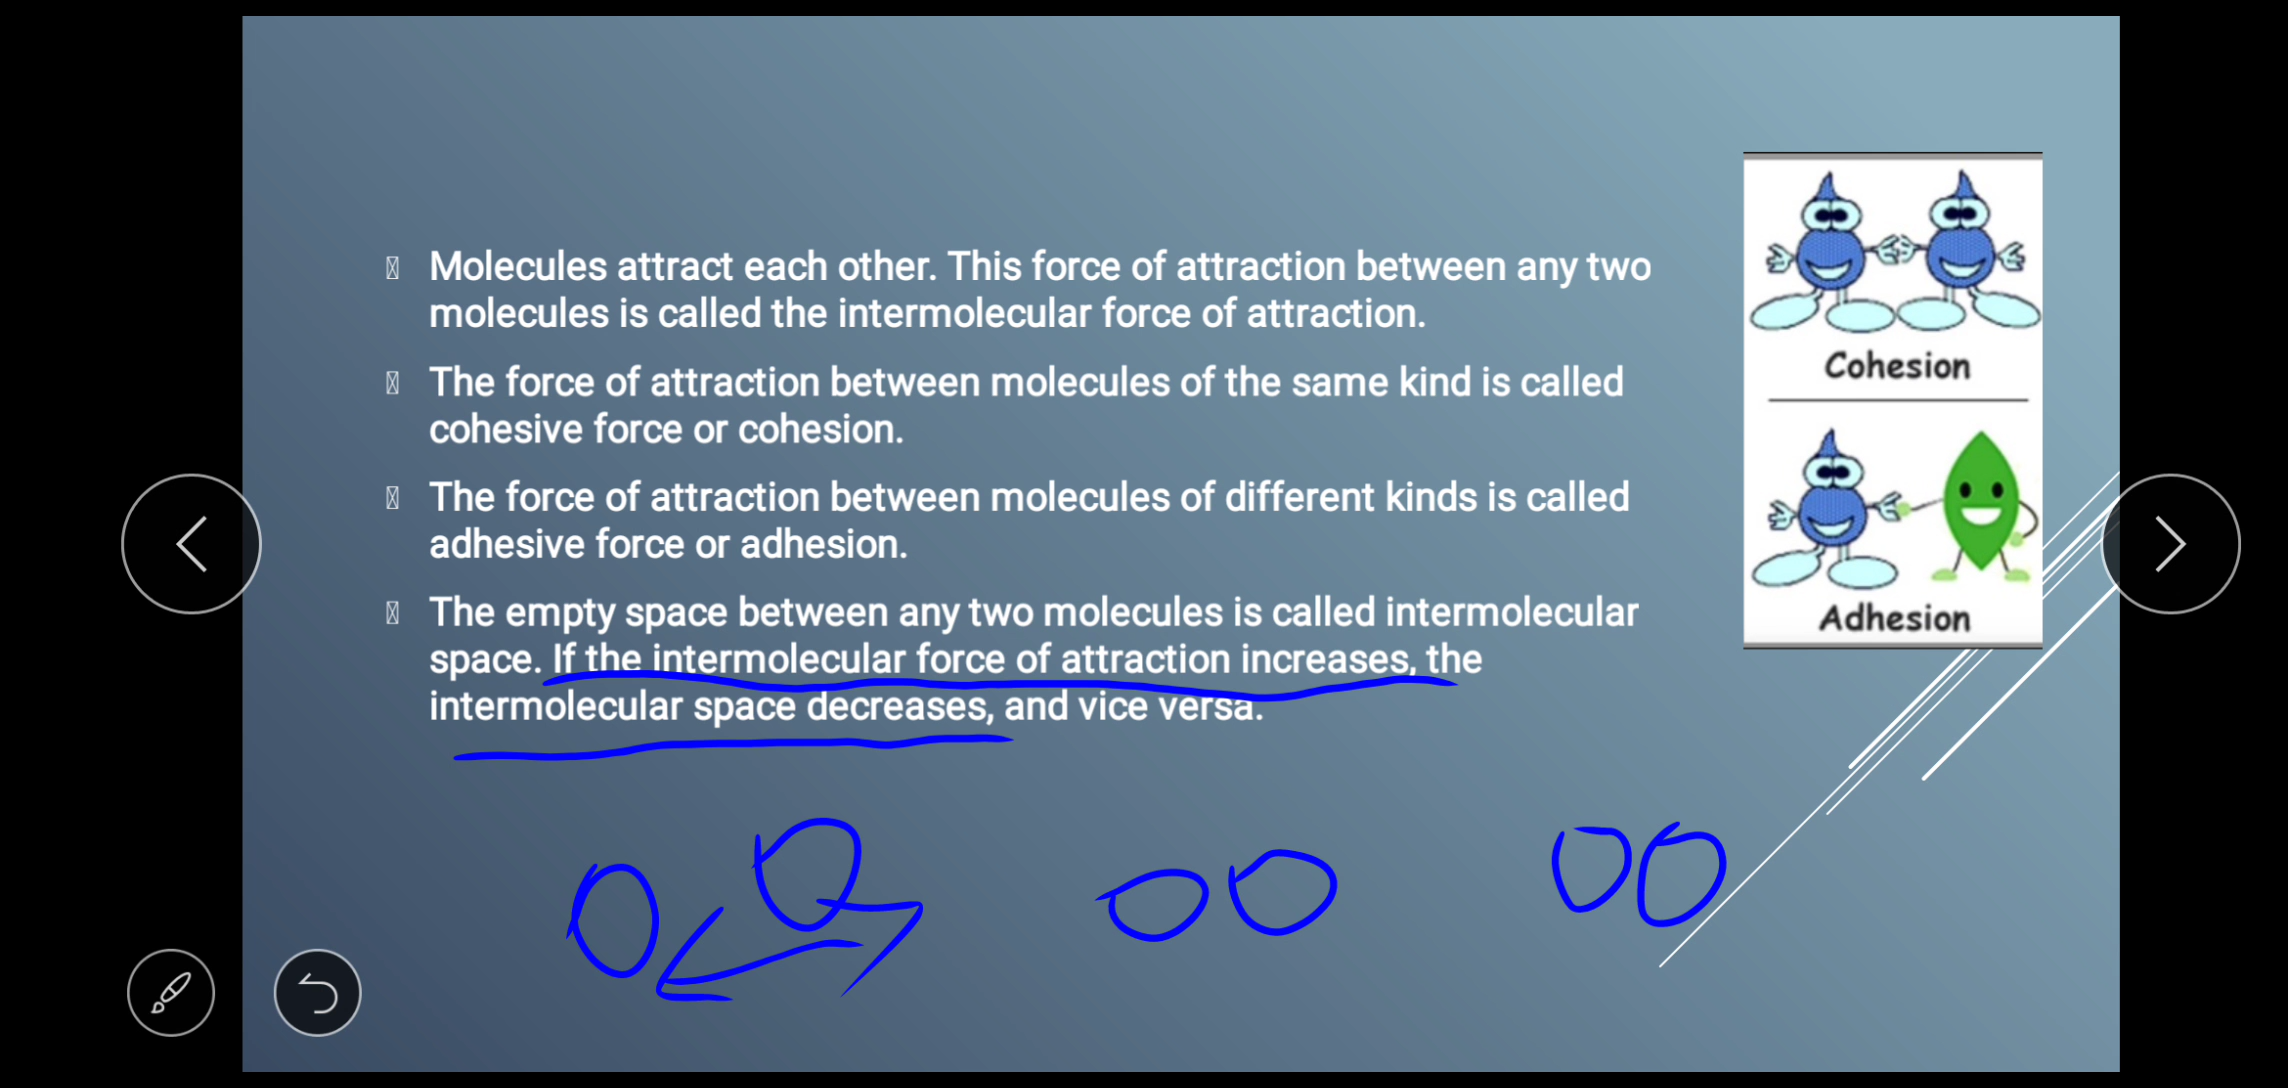 Molecules attract each other. This force of attraction between any two
molecules is called the intermolecular force of attraction.
The force of attraction between molecules of the same kind is called
cohesive force or cohesion.
The force of attraction between molecules of different kinds is called
adhesive force or adhesion.
The empty space between any two molecules is called intermolecular
space. If the intermolecular force of attraction increases, the
intermolecular space decreases, and vice versa.
Cohesion
Adhesion